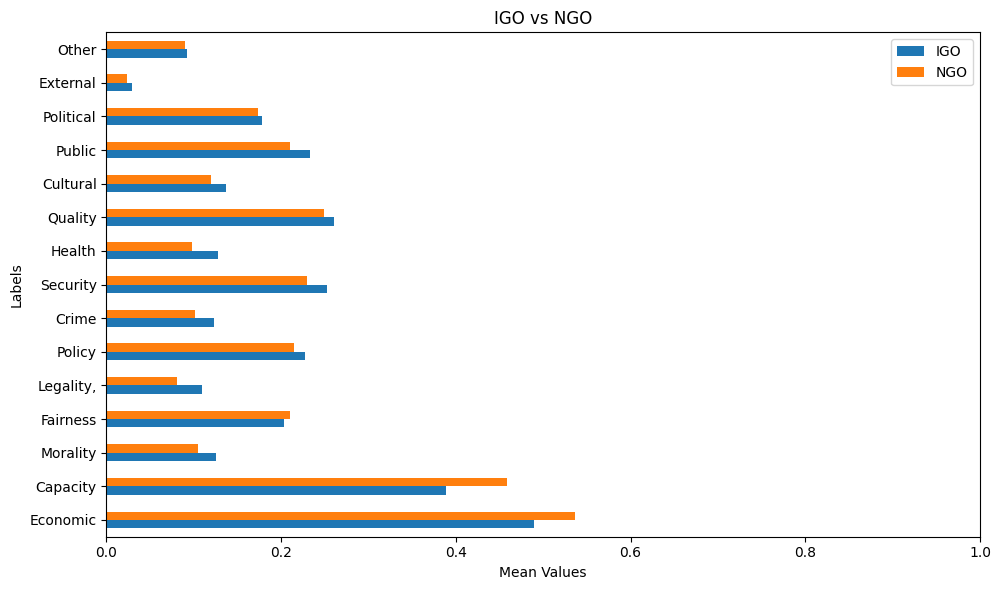 IGO vs NGO
IGO
NGO
Other
External
Political
Public
Cultural
Quality
Health
Security
Crime
Policy
Legality,
Fairness
Morality
Capacity
Economic
Labels
0.0 0.2 0.4 0.6 0.8 1.0
Mean Values